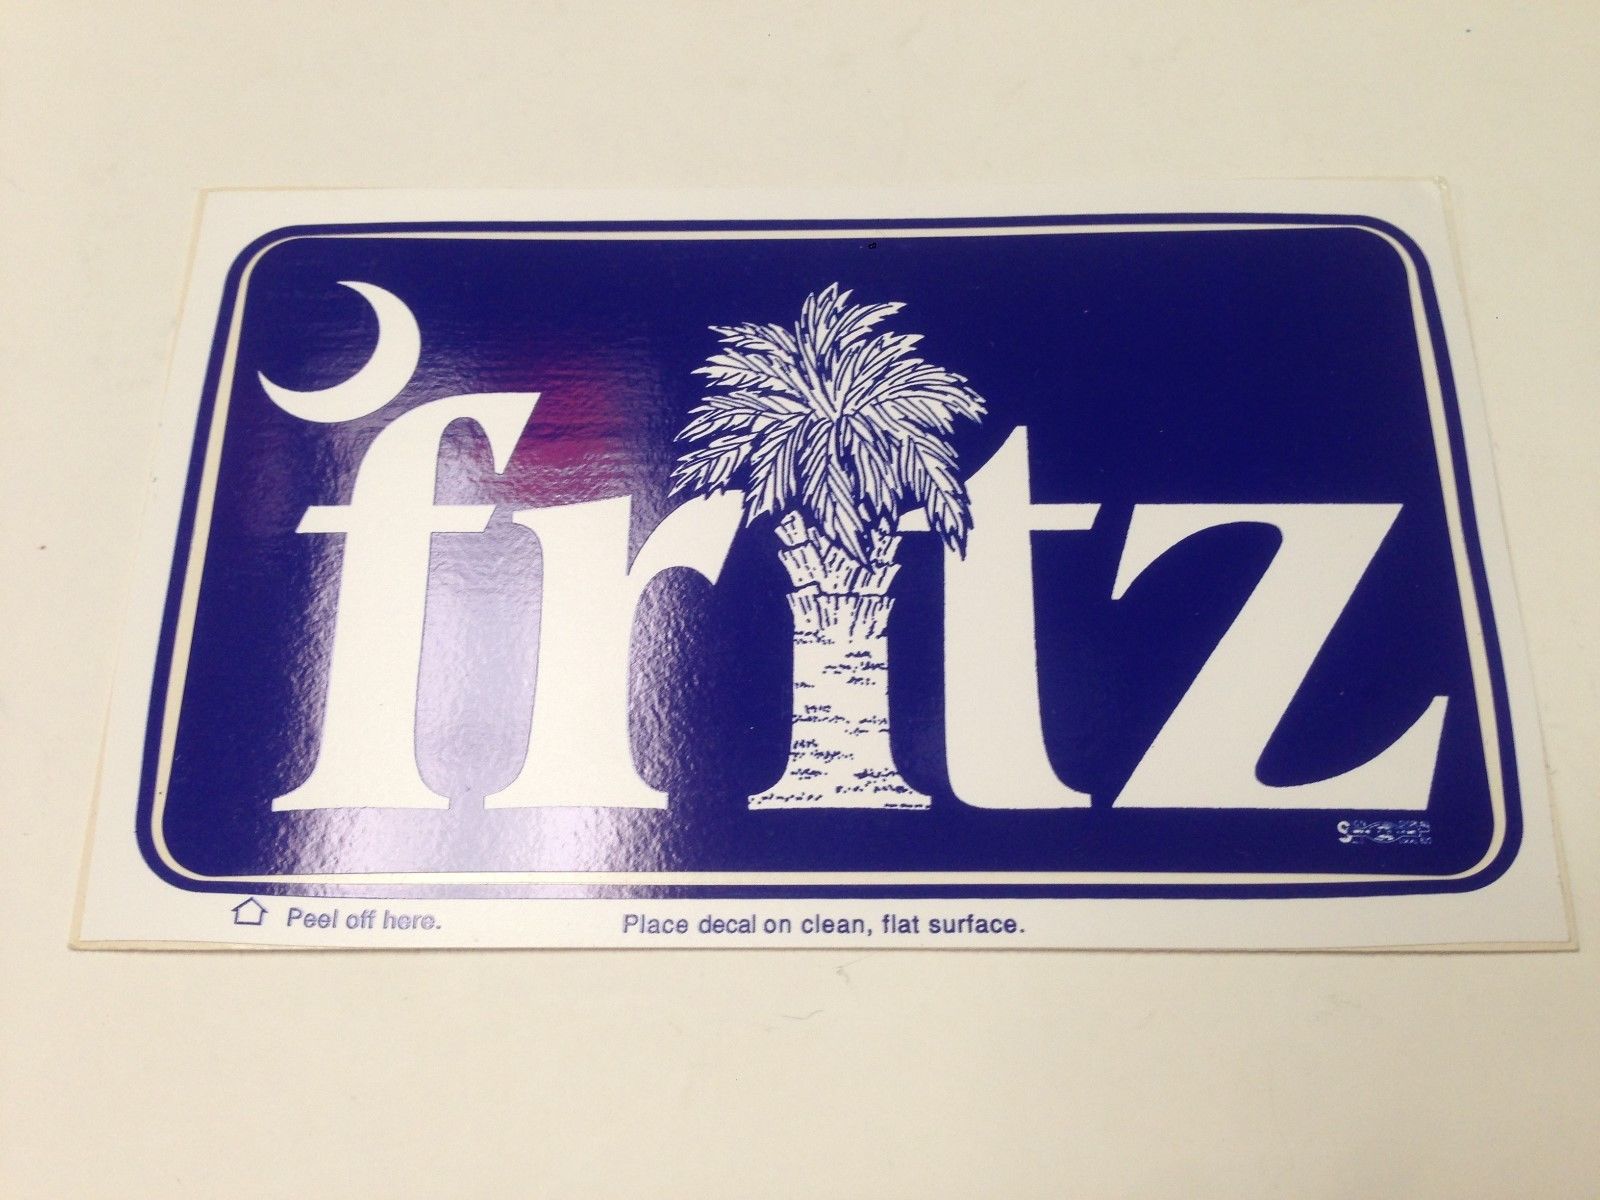 fritz
Peel off here.
Place decal on clean, flat surface.